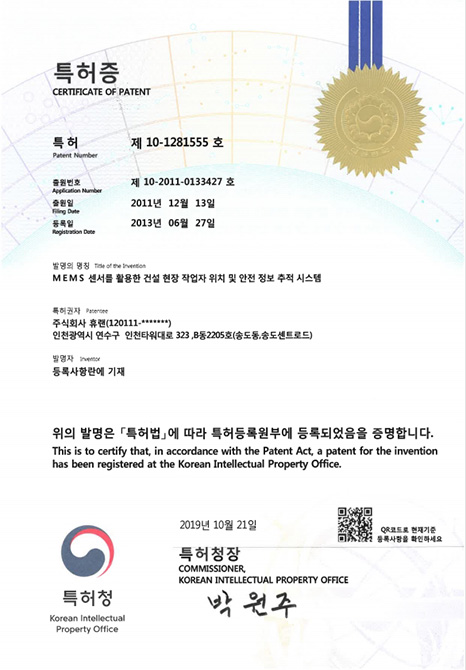 특허증
CERTIFICATE OF PATENT
특 허 제 10-1281555 호
Patent Number
출원번호 제 10-2011-0133427 호
Application Number
출원일 2011년 12월 13일
Filing Date
등록일 2013년 06월 27일
Registration Date
발명의 명칭 Title of the Invention
MEMS 센서를 활용한 건설 현장 작업자 위치 및 안전 정보 추적 시스템
특허권자 Patentee
주식회사 휴랜(120111-*******)
인천광역시 연수구 인천타워대로 323 ,B동2205호(송도동,송도센트로드)
발명자 Inventor
등록사항란에 기재
위의 발명은 「특허법」에 따라 특허등록원부에 등록되었음을 증명합니다.
This is to certify that, in accordance with the Patent Act, a patent for the invention
has been registered at the Korean Intellectual Property Office.
2019년 10월 21일
QR코드로 현재기준
등록사항을 확인하세요
특허청장
COMMISSIONER,
KOREAN INTELLECTUAL PROPERTY OFFICE
박원주
특허청
Korean Intellectual
Property Office